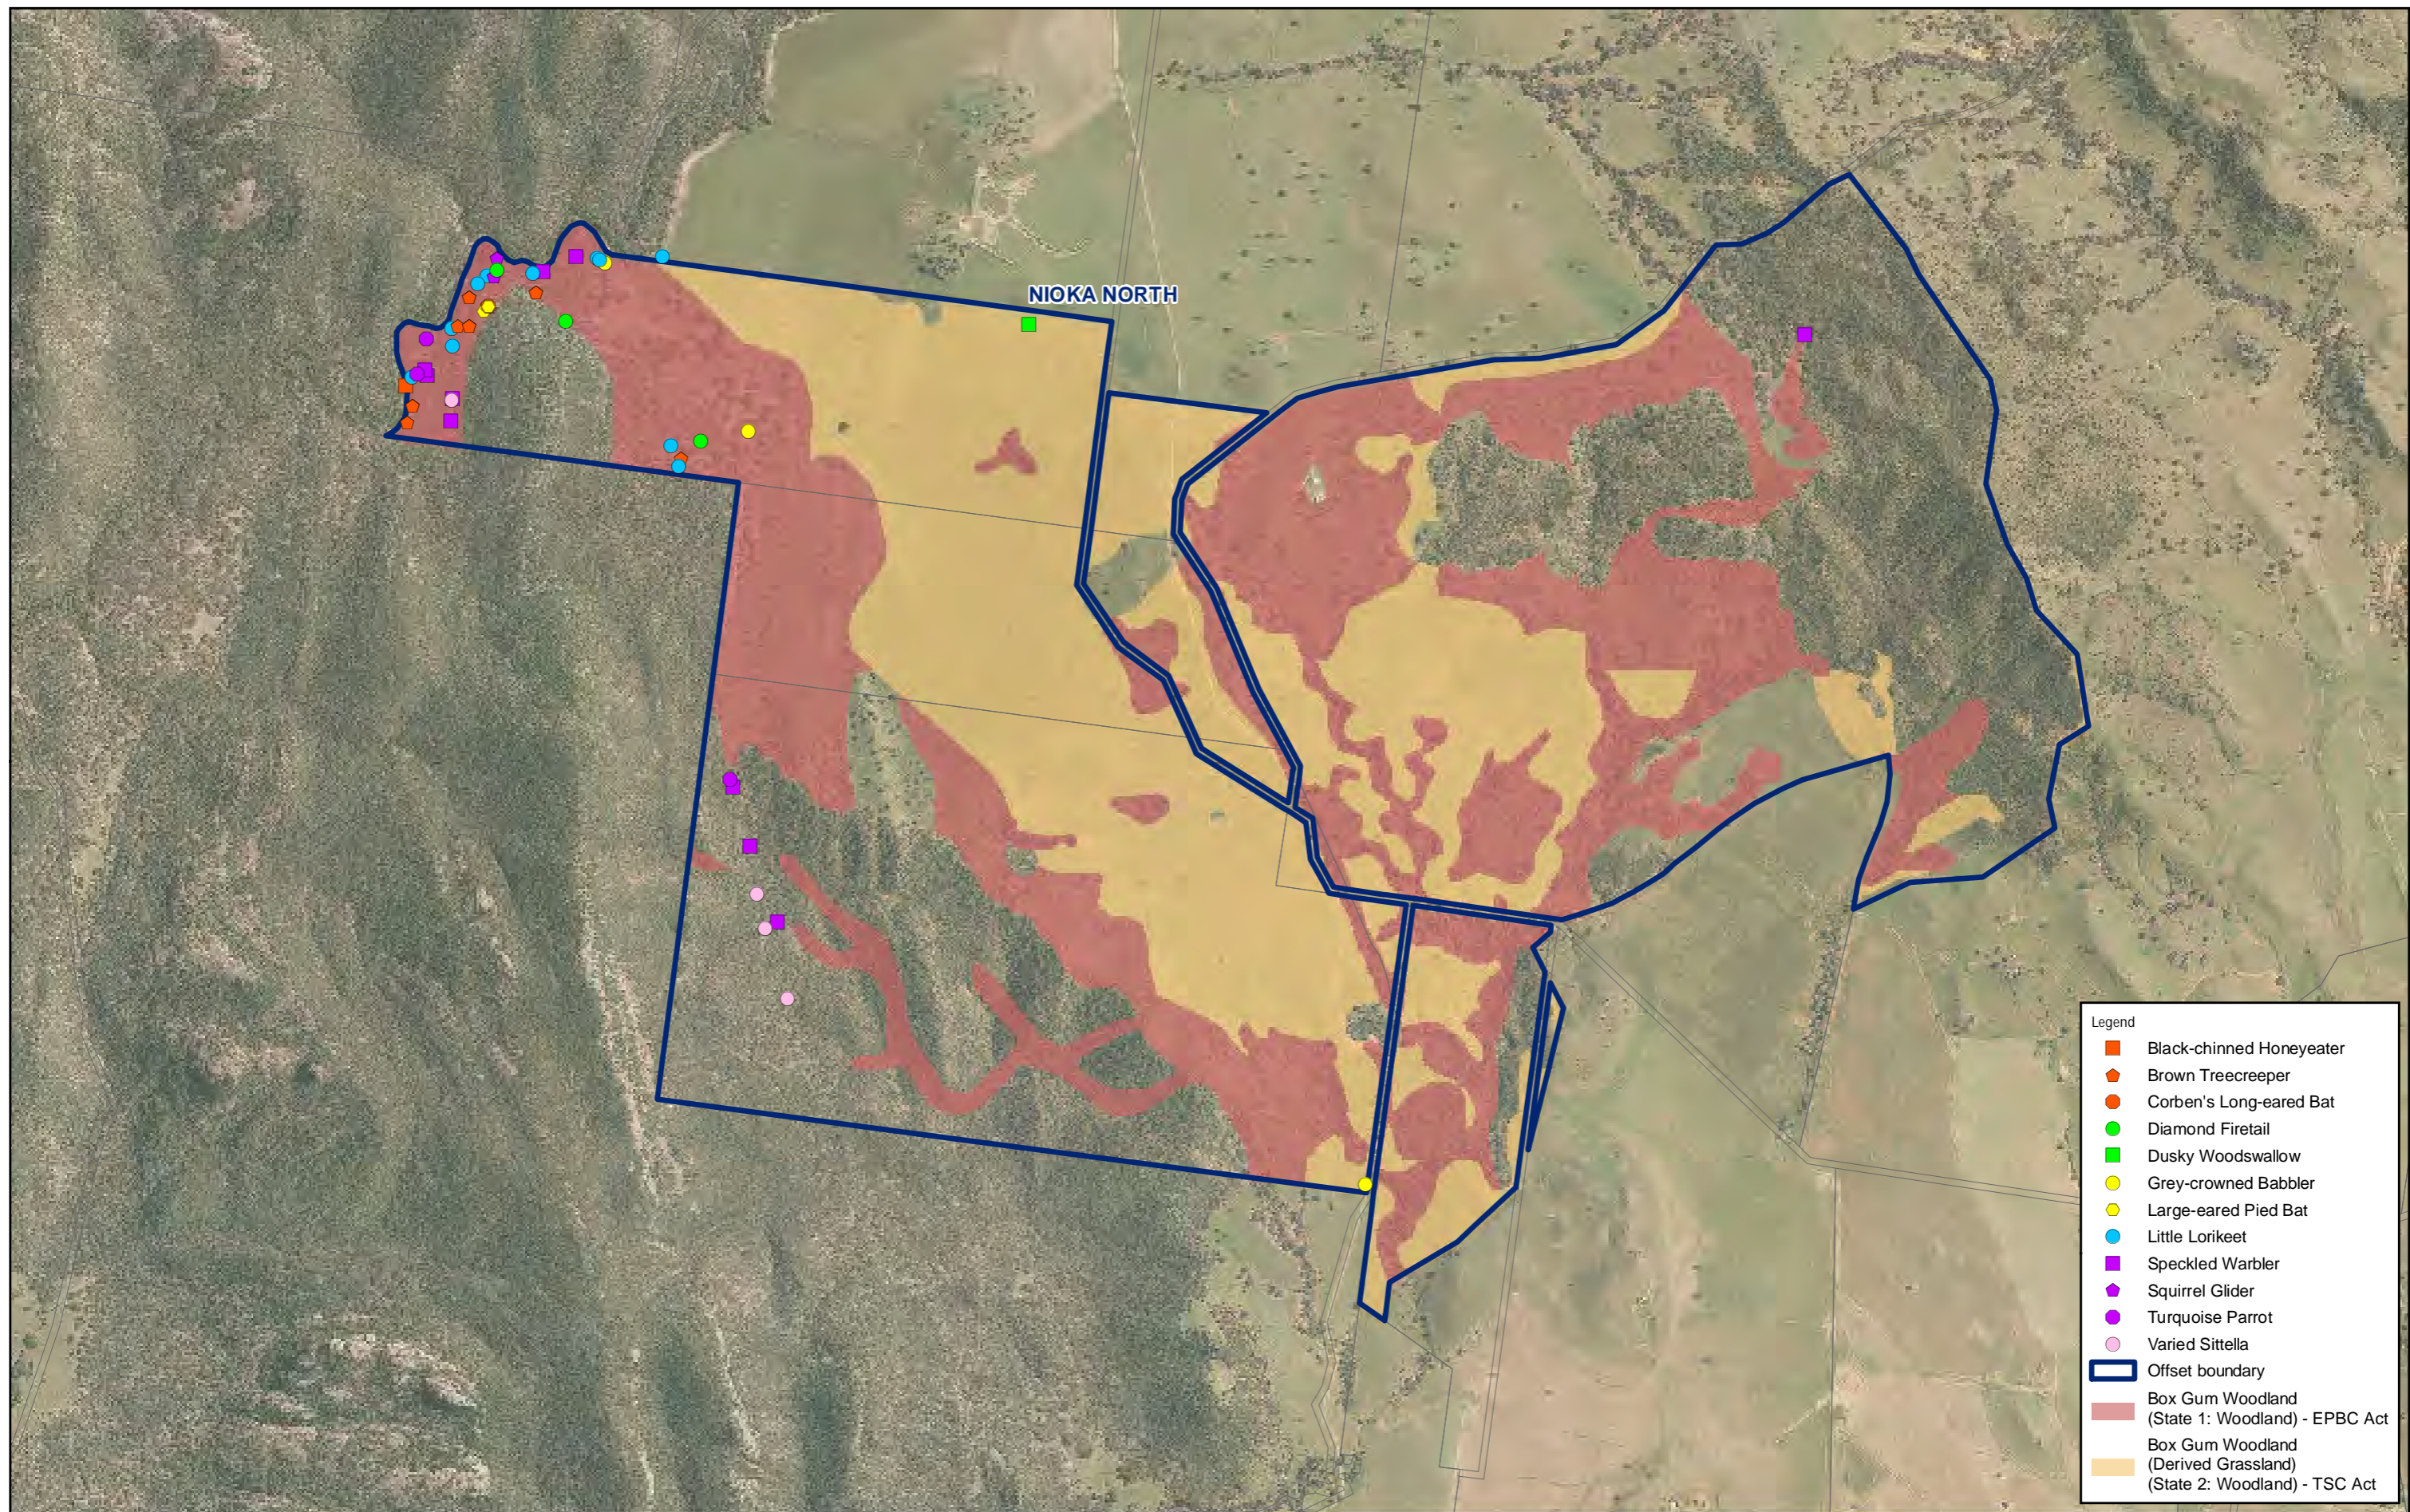 NIOKA NORTH
Legend
Black-chinned Honeyeater
Brown Treecreeper
Corben's Long-eared Bat
Diamond Firetail
Dusky Woodswallow
Grey-crowned Babbler
Large-eared Pied Bat
Little Lorikeet
Speckled Warbler
Squirrel Glider
Turquoise Parrot
Varied Sittella
Offset boundary
Box Gum Woodland
(State 1: Woodland) - EPBC Act
Box Gum Woodland
(Derived Grassland)
(State 2: Woodland) - TSC Act